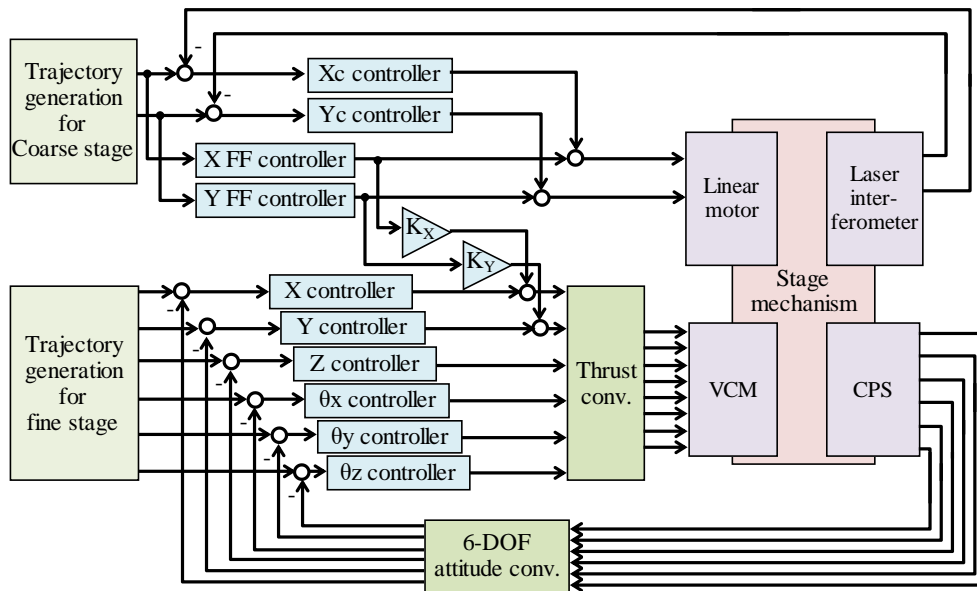 Trajectory
generation
for
Coarse stage
-
-
Xc controller
Yc controller
X FF controller
Y FF controller
KX
KY
Linear
motor
Laser
inter-
ferometer
Stage
mechanism
Trajectory
generation
for
fine stage
X controller
Y controller
Z controller
θx controller
θy controller
θz controller
-
-
-
-
-
-
Thrust
conv.
VCM
CPS
6-DOF
attitude conv.